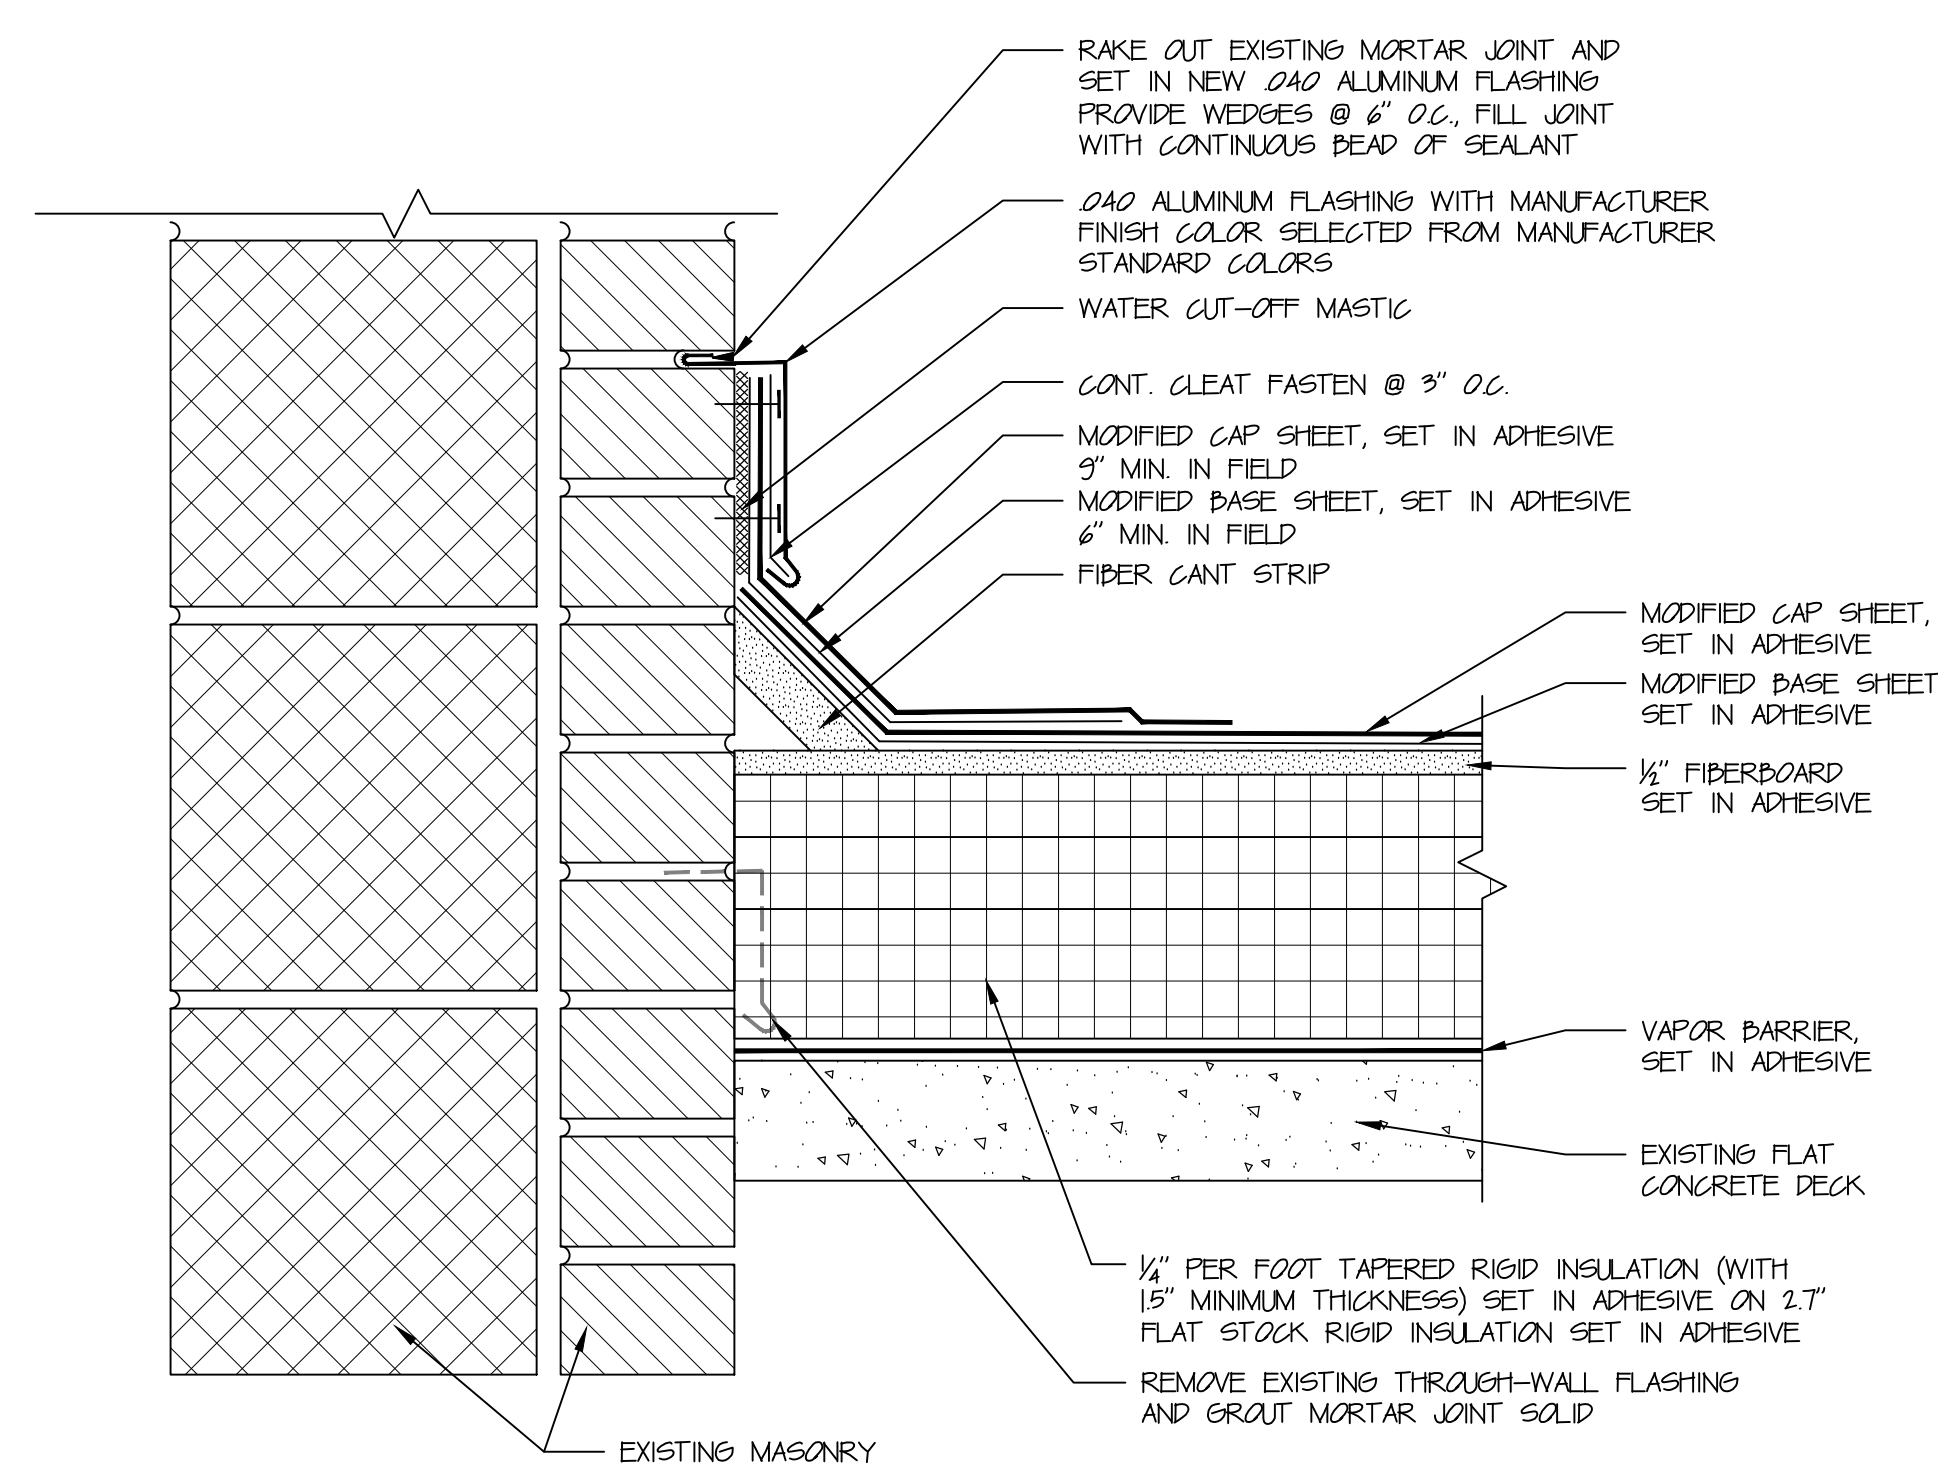 RAKE OUT EXISTING MORTAR JOINT AND
SET IN NEW .040 ALUMINUM FLASHING
PROVIDE WEDGES @ 6" O.C., FILL JOINT
WITH CONTINUOUS BEAD OF SEALANT
.040 ALUMINUM FLASHING WITH MANUFACTURER
FINISH COLOR SELECTED FROM MANUFACTURER
STANDARD COLORS
WATER CUT-OFF MASTIC
CONT. CLEAT FASTEN @ 3" O.C.
MODIFIED CAP SHEET, SET IN ADHESIVE
9" MIN. IN FIELD
MODIFIED BASE SHEET, SET IN ADHESIVE
6" MIN. IN FIELD
FIBER CANT STRIP
MODIFIED CAP SHEET,
SET IN ADHESIVE
MODIFIED BASE SHEET
SET IN ADHESIVE
1/2" FIBERBOARD
SET IN ADHESIVE
VAPOR BARRIER,
SET IN ADHESIVE
EXISTING FLAT
CONCRETE DECK
1/4" PER FOOT TAPERED RIGID INSULATION (WITH
1.5" MINIMUM THICKNESS) SET IN ADHESIVE ON 2.7"
FLAT STOCK RIGID INSULATION SET IN ADHESIVE
REMOVE EXISTING THROUGH-WALL FLASHING
AND GROUT MORTAR JOINT SOLID
EXISTING MASONRY